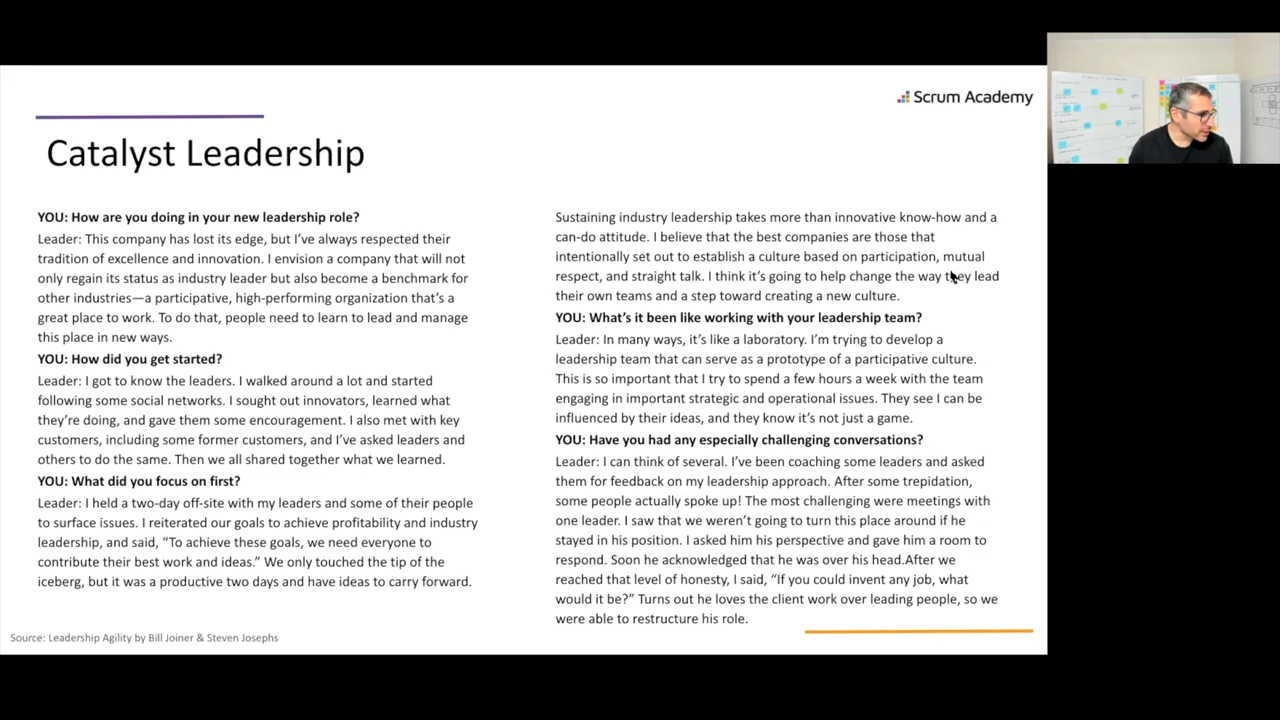 Scrum Academy
Catalyst Leadership
YOU: How are you doing in your new leadership role?
Leader: This company has lost its edge, but I’ve always respected their
tradition of excellence and innovation. I envision a company that will not
only regain its status as industry leader but also become a benchmark for
other industries—a participative, high-performing organization that’s a
great place to work. To do that, people need to learn to lead and manage
this place in new ways.
YOU: How did you get started?
Leader: I got to know the leaders. I walked around a lot and started
following some social networks. I sought out innovators, learned what
they’re doing, and gave them some encouragement. I also met with key
customers, including some former customers, and I’ve asked leaders and
others to do the same. Then we all shared together what we learned.
YOU: What did you focus on first?
Leader: I held a two-day off-site with my leaders and some of their people
to surface issues. I reiterated our goals to achieve profitability and industry
leadership, and said, “To achieve these goals, we need everyone to
contribute their best work and ideas.” We only touched the tip of the
iceberg, but it was a productive two days and have ideas to carry forward.
Sustaining industry leadership takes more than innovative know-how and a
can-do attitude. I believe that the best companies are those that
intentionally set out to establish a culture based on participation, mutual
respect, and straight talk. I think it’s going to help change the way they lead
their own teams and a step toward creating a new culture.
YOU: What’s it been like working with your leadership team?
Leader: In many ways, it’s like a laboratory. I’m trying to develop a
leadership team that can serve as a prototype of a participative culture.
This is so important that I try to spend a few hours a week with the team
engaging in important strategic and operational issues. They see I can be
influenced by their ideas, and they know it’s not just a game.
YOU: Have you had any especially challenging conversations?
Leader: I can think of several. I’ve been coaching some leaders and asked
them for feedback on my leadership approach. After some trepidation,
some people actually spoke up! The most challenging were meetings with
one leader. I saw that we weren’t going to turn this place around if he
stayed in his position. I asked him his perspective and gave him a room to
respond. Soon he acknowledged that he was over his head.After we
reached that level of honesty, I said, “If you could invent any job, what
would it be?” Turns out he loves the client work over leading people, so we
were able to restructure his role.
Source: Leadership Agility by Bill Joiner & Steven Josephs